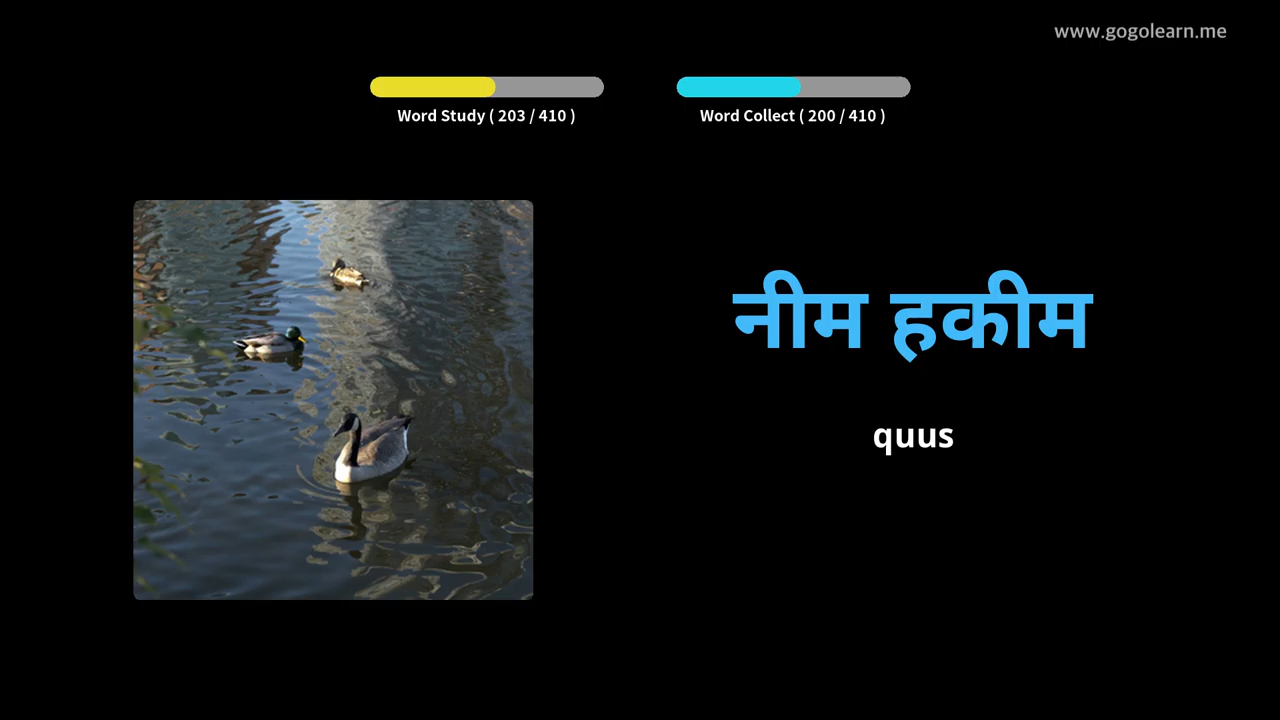 www.gogolearn.me
Word Study ( 203 / 410 )
Word Collect ( 200 / 410 )
नीम हकीम
quus